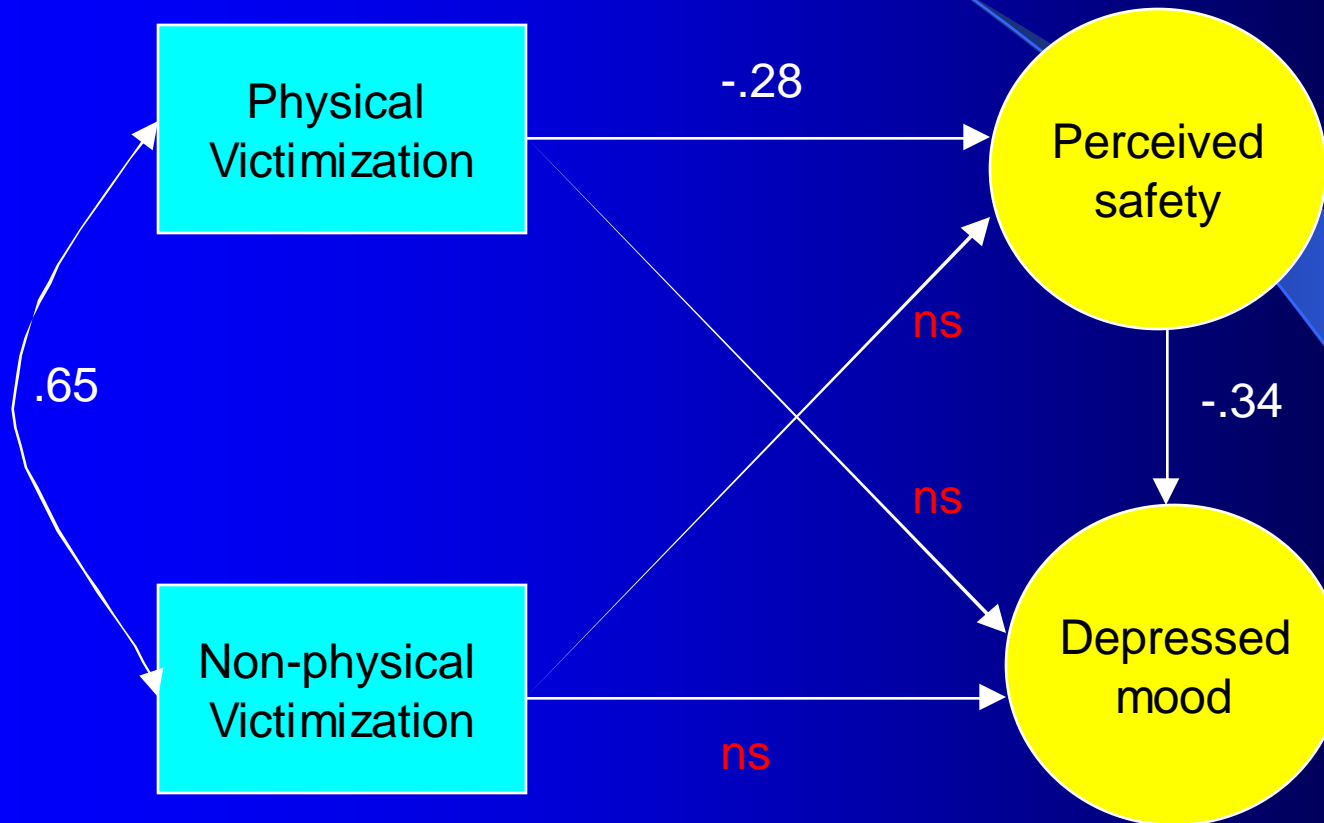 Physical
Victimization
-.28
Perceived
safety
ns
.65
-.34
ns
Non-physical
Victimization
Depressed
mood
ns